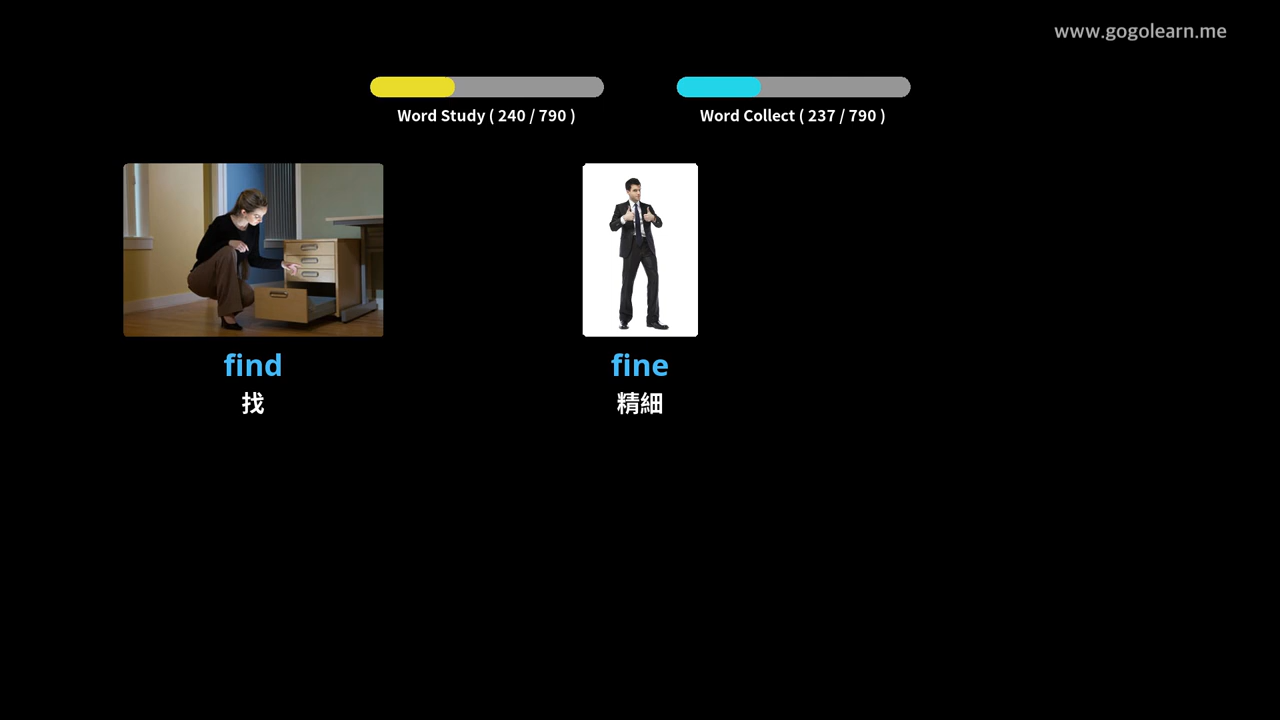 www.gogolearn.me
Word Study ( 240 / 790 )
Word Collect ( 237 / 790 )
find
找
fine
精細